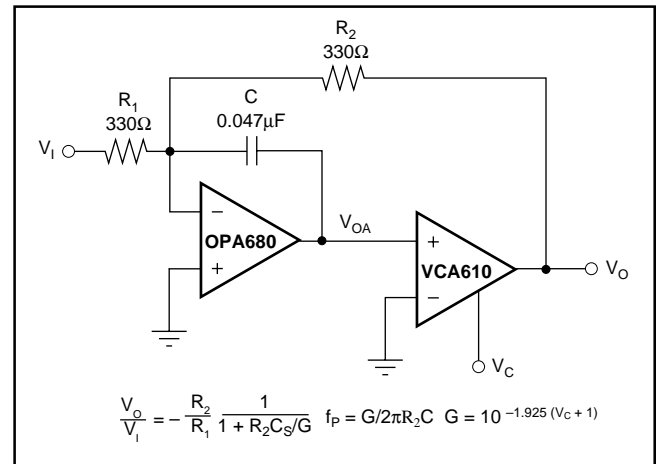 R2
330Ω
R1
330Ω
C
0.047µF
VI
−
+
OPA680
VOA
+
−
VCA610
VO
VC
VO/VI = − R2/R1 1/(1 + R2CS/G) fP = G/2πR2C G = 10^−1.925 (VC + 1)